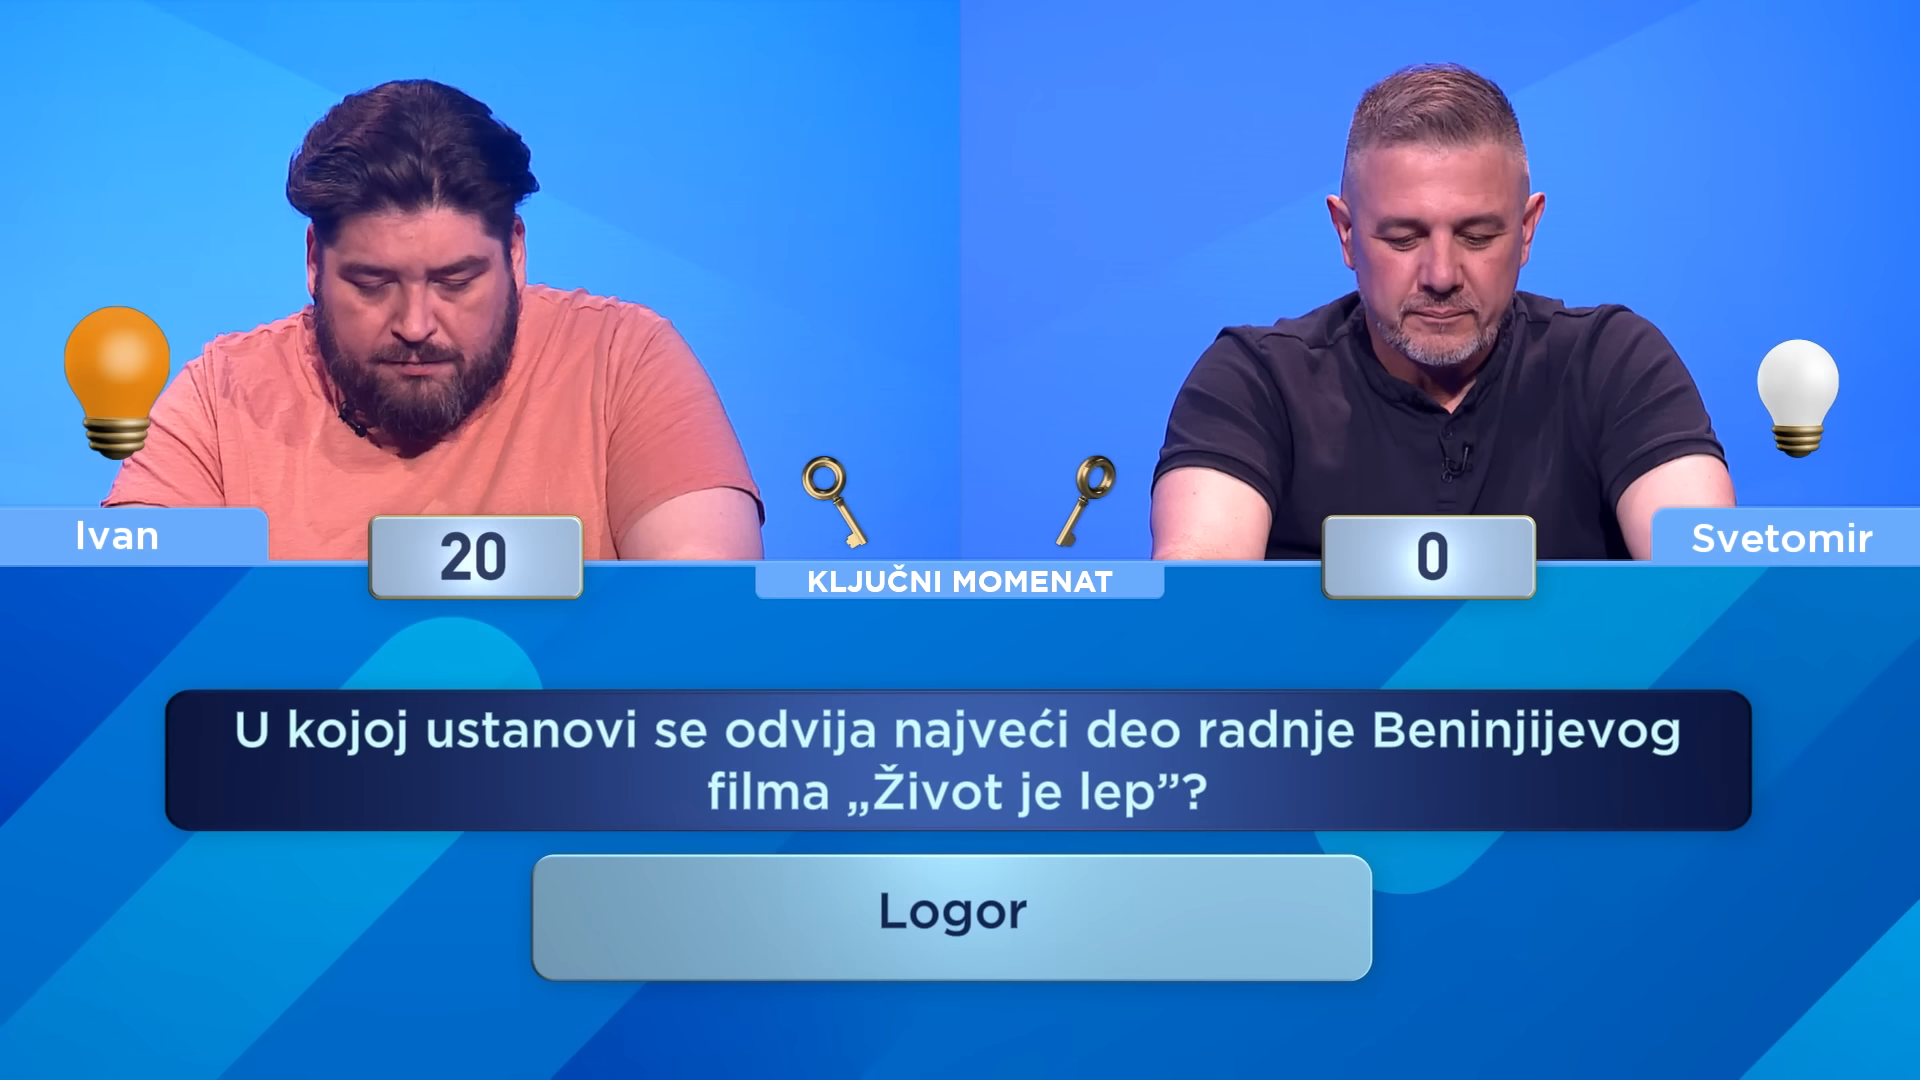 Ivan
20
KLJUČNI MOMENAT
0
Svetomir
U kojoj ustanovi se odvija najveći deo radnje Beninjijevog
filma „Život je lep”?
Logor